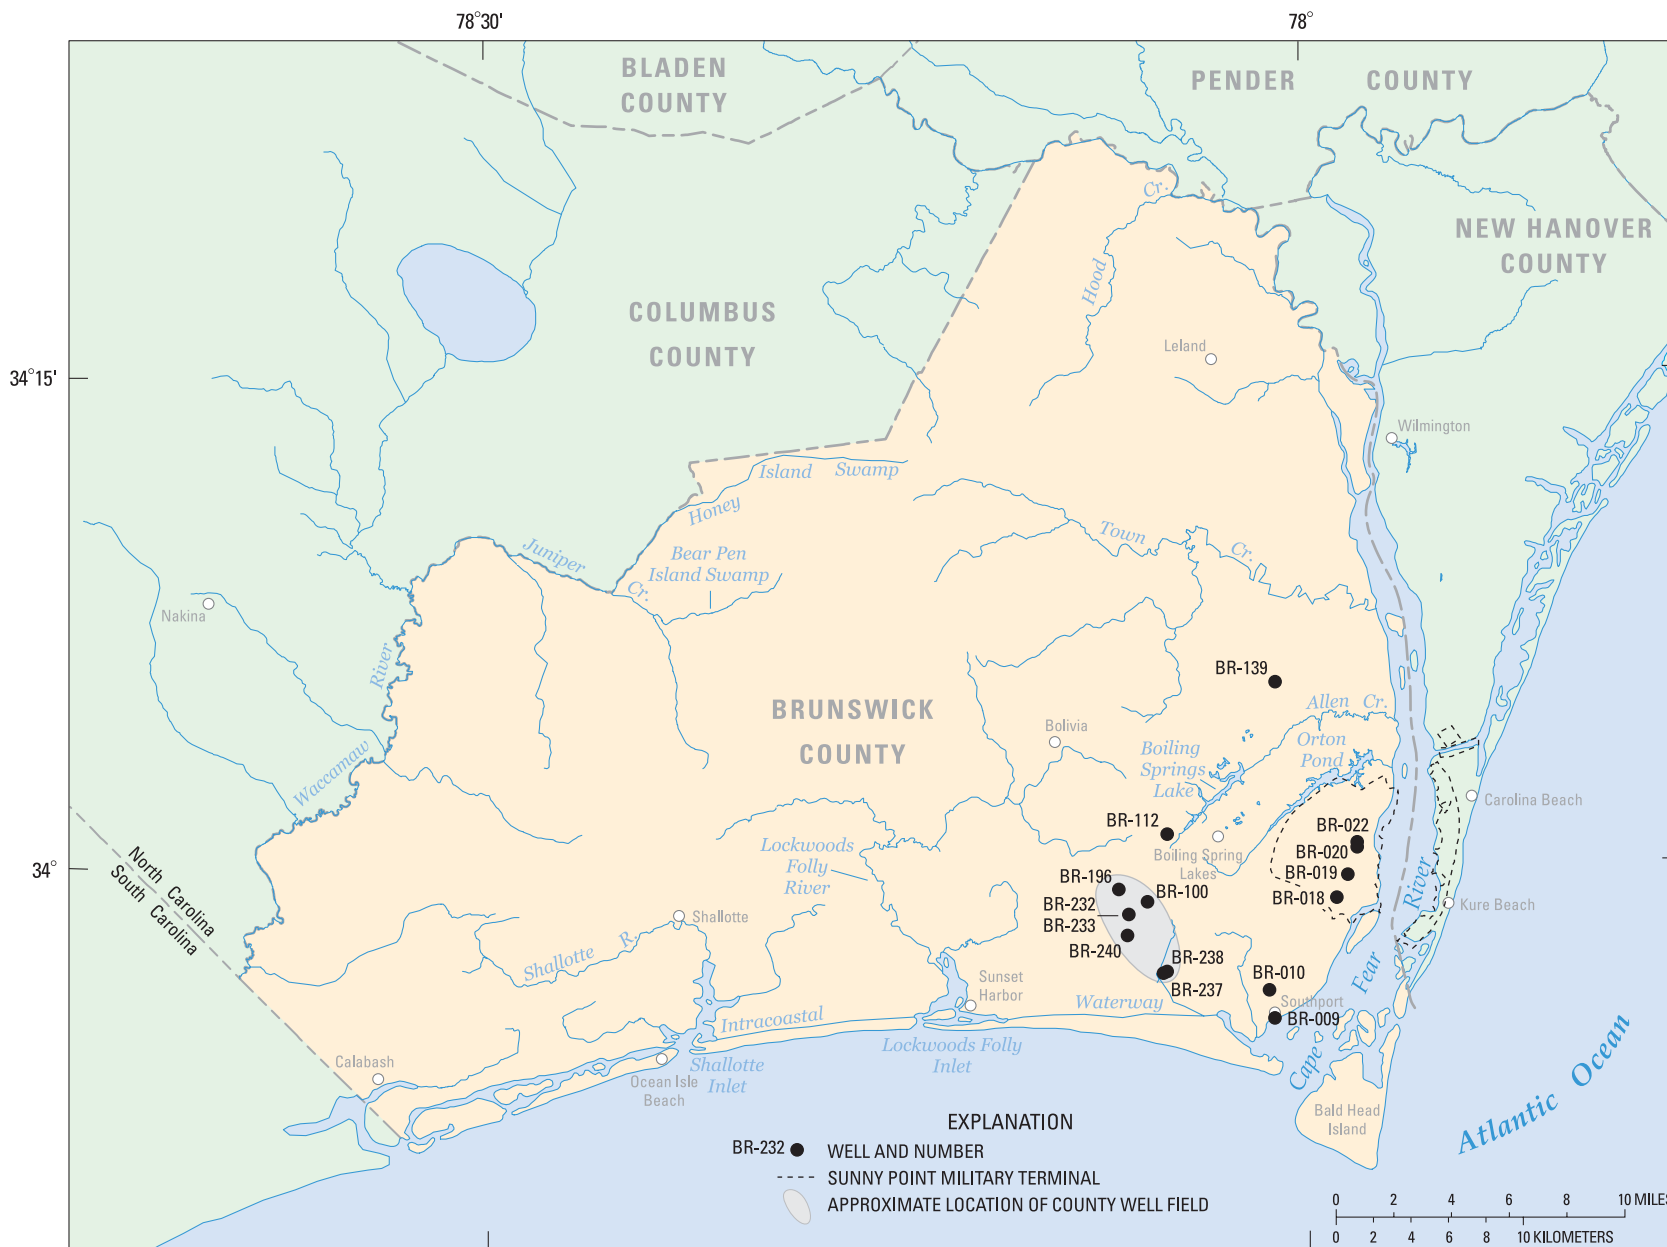 78°30'
78°
BLADEN
COUNTY
PENDER COUNTY
NEW HANOVER
COUNTY
Cr.
Hood
COLUMBUS
COUNTY
Leland
34°15'
Wilmington
Island Swamp
Honey
Juniper
Cr.
Bear Pen
Island Swamp
Town
Cr.
Nakina
River
Waccamaw
BR-139
BRUNSWICK
COUNTY
Allen Cr.
Bolivia
Orton
Pond
Boiling
Springs
Lake
Carolina Beach
BR-112
BR-022
Boiling Spring
Lakes
BR-020
Lockwoods
Folly
River
34°
North Carolina
South Carolina
BR-196
BR-100
BR-019
BR-018
River
Kure Beach
BR-232
BR-233
Shallotte
Shallotte R.
BR-240
BR-238
BR-237
BR-010
Fear
Sunset
Harbor
Waterway
Southport
BR-009
Intracoastal
Cape
Calabash
Ocean Isle
Beach
Shallotte
Inlet
Lockwoods Folly
Inlet
Bald Head
Island
Atlantic Ocean
EXPLANATION
BR-232 WELL AND NUMBER
SUNNY POINT MILITARY TERMINAL
APPROXIMATE LOCATION OF COUNTY WELL FIELD
0 2 4 6 8 10 MILES
0 2 4 6 8 10 KILOMETERS